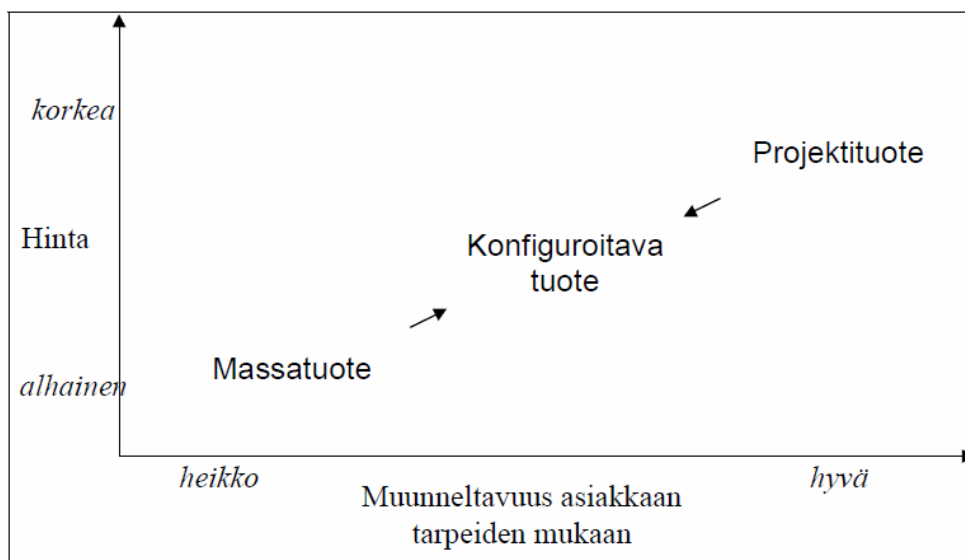 korkea
Projektituote
Hinta
Konfiguroitava
tuote
Massatuote
alhainen
heikko
hyvä
Muunneltavuus asiakkaan
tarpeiden mukaan